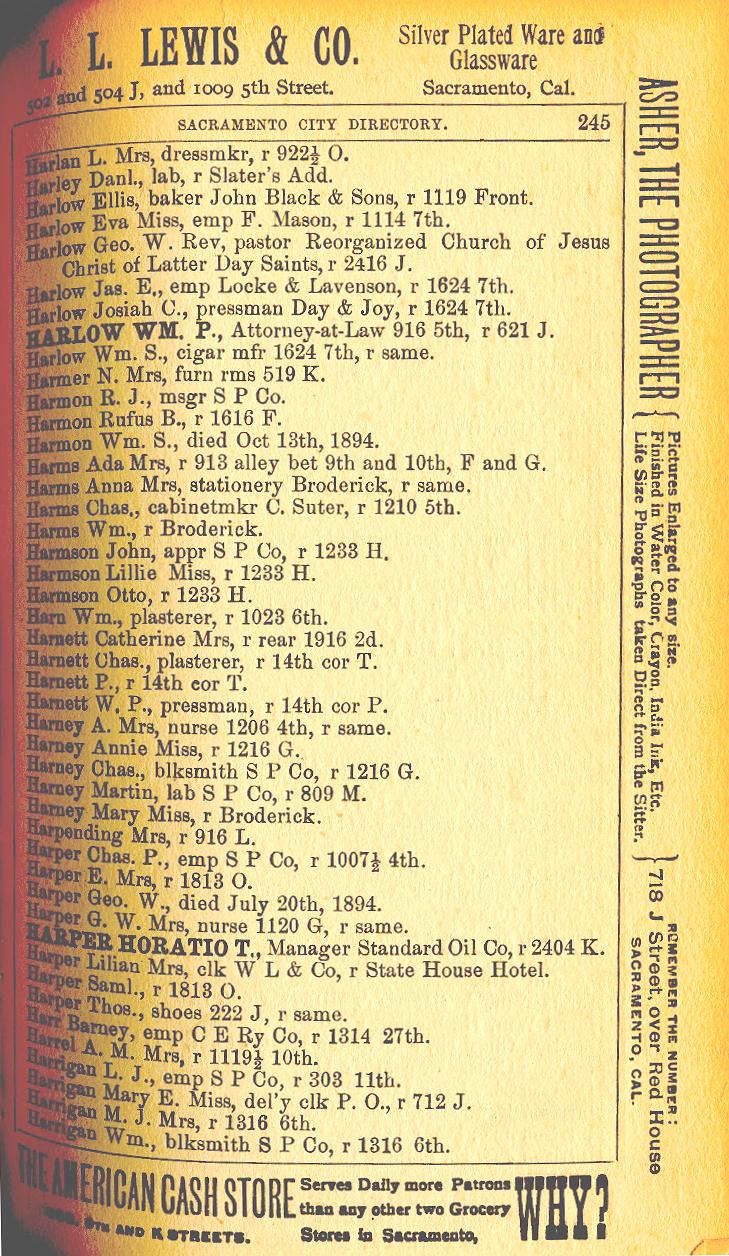 L. L. LEWIS & CO.
Silver Plated Ware and
Glassware
502 and 504 J, and 1009 5th Street.
Sacramento, Cal.
SACRAMENTO CITY DIRECTORY.
245
Harlan L. Mrs, dressmkr, r 922½ O.
Harley Danl., lab, r Slater's Add.
Harlow Ellis, baker John Black & Sons, r 1119 Front.
Harlow Eva Miss, emp F. Mason, r 1114 7th.
Harlow Geo. W. Rev, pastor Reorganized Church of Jesus
Christ of Latter Day Saints, r 2416 J.
Harlow Jas. E., emp Locke & Lavenson, r 1624 7th.
Harlow Josiah C., pressman Day & Joy, r 1624 7th.
HARLOW WM. P., Attorney-at-Law 916 5th, r 621 J.
Harlow Wm. S., cigar mfr 1624 7th, r same.
Harmer N. Mrs, furn rms 519 K.
Harmon R. J., msgr S P Co.
Harmon Rufus B., r 1616 F.
Harmon Wm. S., died Oct 13th, 1894.
Harms Ada Mrs, r 913 alley bet 9th and 10th, F and G.
Harms Anna Mrs, stationery Broderick, r same.
Harms Chas., cabinetmkr C. Suter, r 1210 5th.
Harms Wm., r Broderick.
Harmson John, appr S P Co, r 1233 H.
Harmson Lillie Miss, r 1233 H.
Harmson Otto, r 1233 H.
Harn Wm., plasterer, r 1023 6th.
Harnett Catherine Mrs, r rear 1916 2d.
Harnett Chas., plasterer, r 14th cor T.
Harnett P., r 14th cor T.
Harnett W. P., pressman, r 14th cor P.
Harney A. Mrs, nurse 1206 4th, r same.
Harney Annie Miss, r 1216 G.
Harney Chas., blksmith S P Co, r 1216 G.
Harney Martin, lab S P Co, r 809 M.
Harney Mary Miss, r Broderick.
Harpending Mrs, r 916 L.
Harper Chas. P., emp S P Co, r 1007½ 4th.
Harper E. Mrs, r 1813 O.
Harper Geo. W., died July 20th, 1894.
Harper G. W. Mrs, nurse 1120 G, r same.
HARPER HORATIO T., Manager Standard Oil Co, r 2404 K.
Harper Lilian Mrs, clk W L & Co, r State House Hotel.
Harper Saml., r 1813 O.
Harper Thos., shoes 222 J, r same.
Harr Barney, emp C E Ry Co, r 1314 27th.
Harrel A. M. Mrs, r 1119½ 10th.
Harrigan L. J., emp S P Co, r 303 11th.
Harrigan Mary E. Miss, del'y clk P. O., r 712 J.
Harrigan M. J. Mrs, r 1316 6th.
Harrigan Wm., blksmith S P Co, r 1316 6th.
ASHER, THE PHOTOGRAPHER
Pictures Enlarged to any size.
Finished in Water Color, Crayon, India Ink, Etc.
Life Size Photographs taken Direct from the Sitter.
REMEMBER THE NUMBER:
718 J Street, over Red House
SACRAMENTO, CAL.
THE AMERICAN CASH STORE
8TH AND K STREETS.
Serves Daily more Patrons
than any other two Grocery
Stores in Sacramento,
WHY?